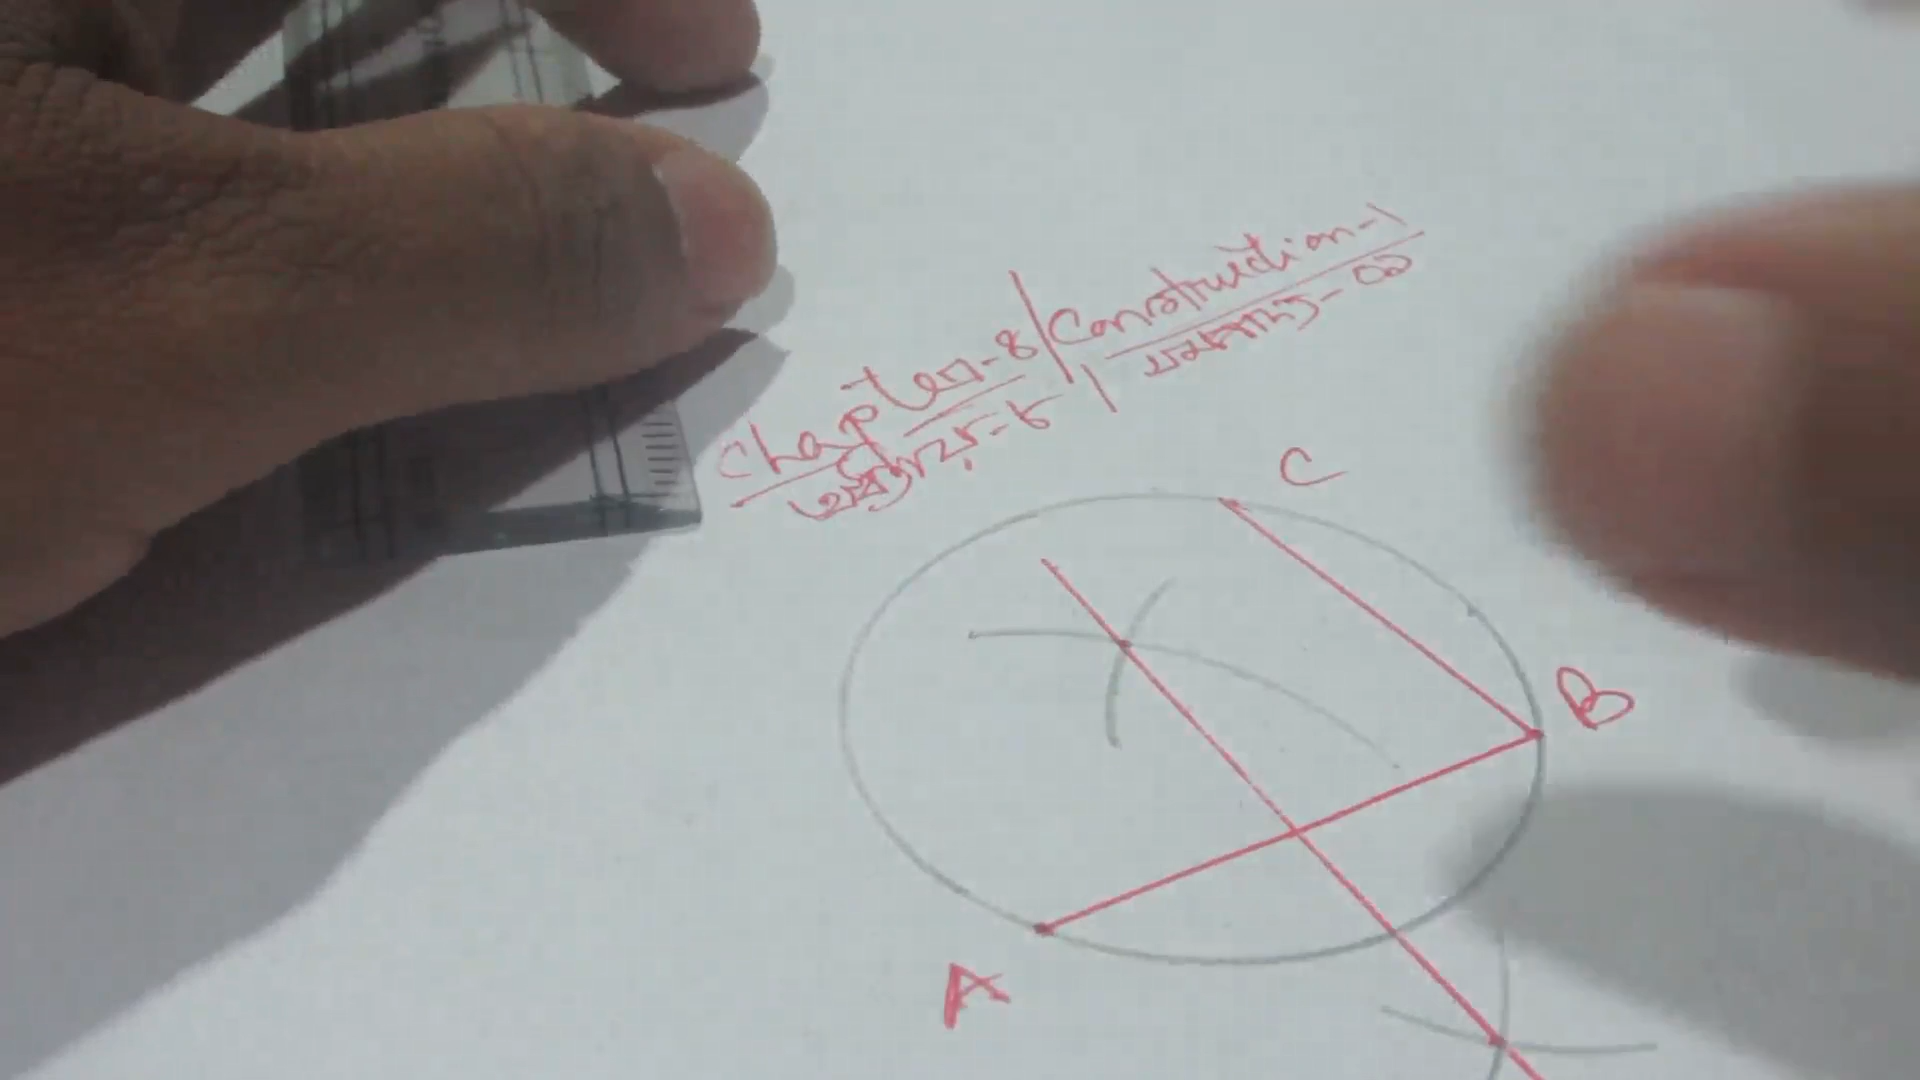 Chapter-8/Construction-1
অধ্যায়-৮ / সম্পাদ্য-০১
C
B
A